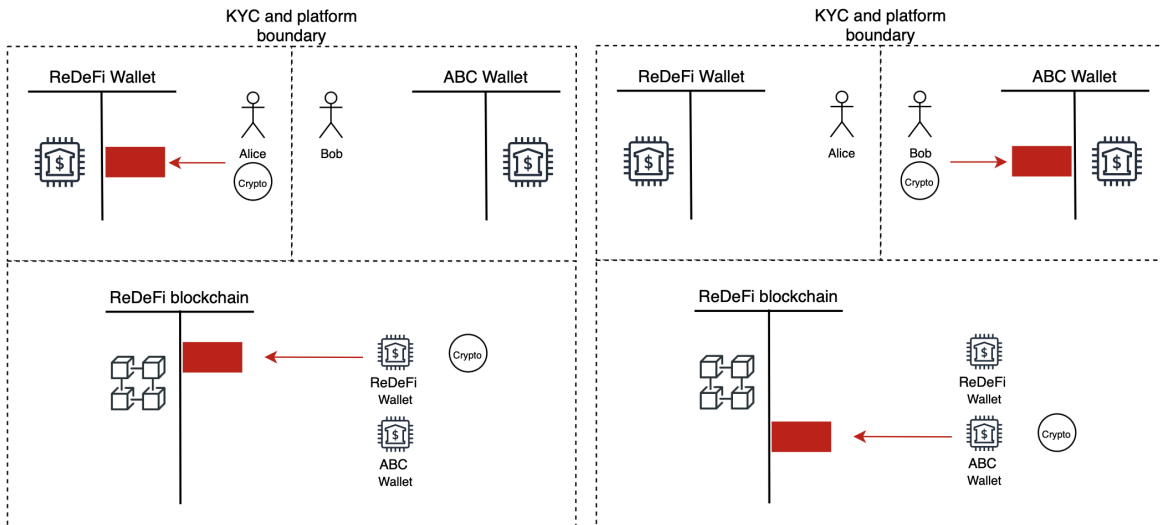 KYC and platform
boundary
ReDeFi Wallet
ABC Wallet
$
Alice
Crypto
Bob
$
ReDeFi blockchain
$
Crypto
ReDeFi
Wallet
$
ABC
Wallet
KYC and platform
boundary
ReDeFi Wallet
ABC Wallet
$
Alice
Bob
Crypto
$
ReDeFi blockchain
$
ReDeFi
Wallet
$
Crypto
ABC
Wallet